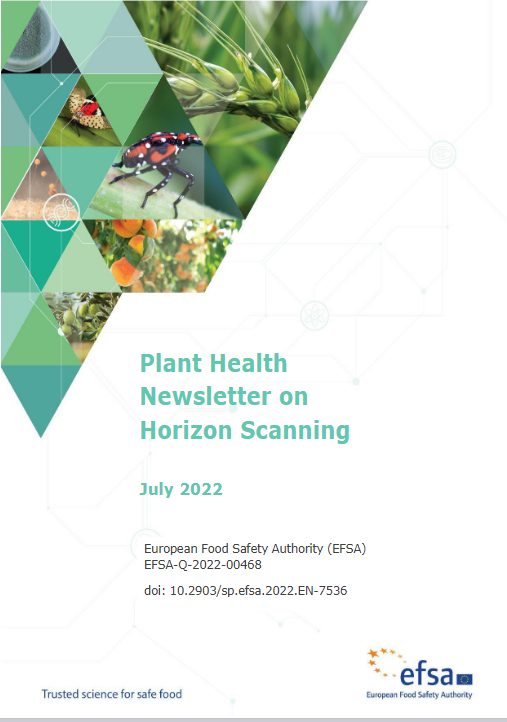 Plant Health
Newsletter on
Horizon Scanning
July 2022
European Food Safety Authority (EFSA)
EFSA-Q-2022-00468
doi: 10.2903/sp.efsa.2022.EN-7536
efsa
European Food Safety Authority
Trusted science for safe food